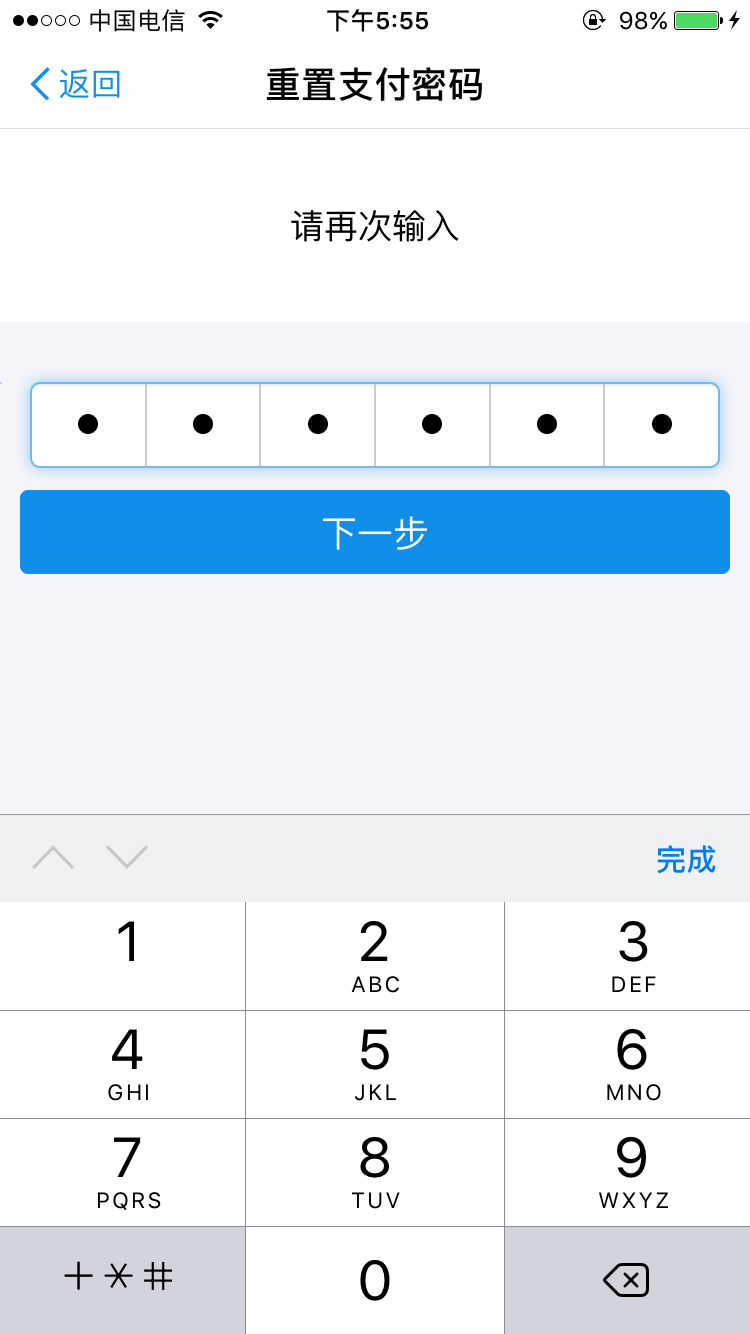 中国电信 下午5:55 98%
返回 重置支付密码
请再次输入
下一步
完成
1 2 3
ABC DEF
4 5 6
GHI JKL MNO
7 8 9
PQRS TUV WXYZ
+*# 0